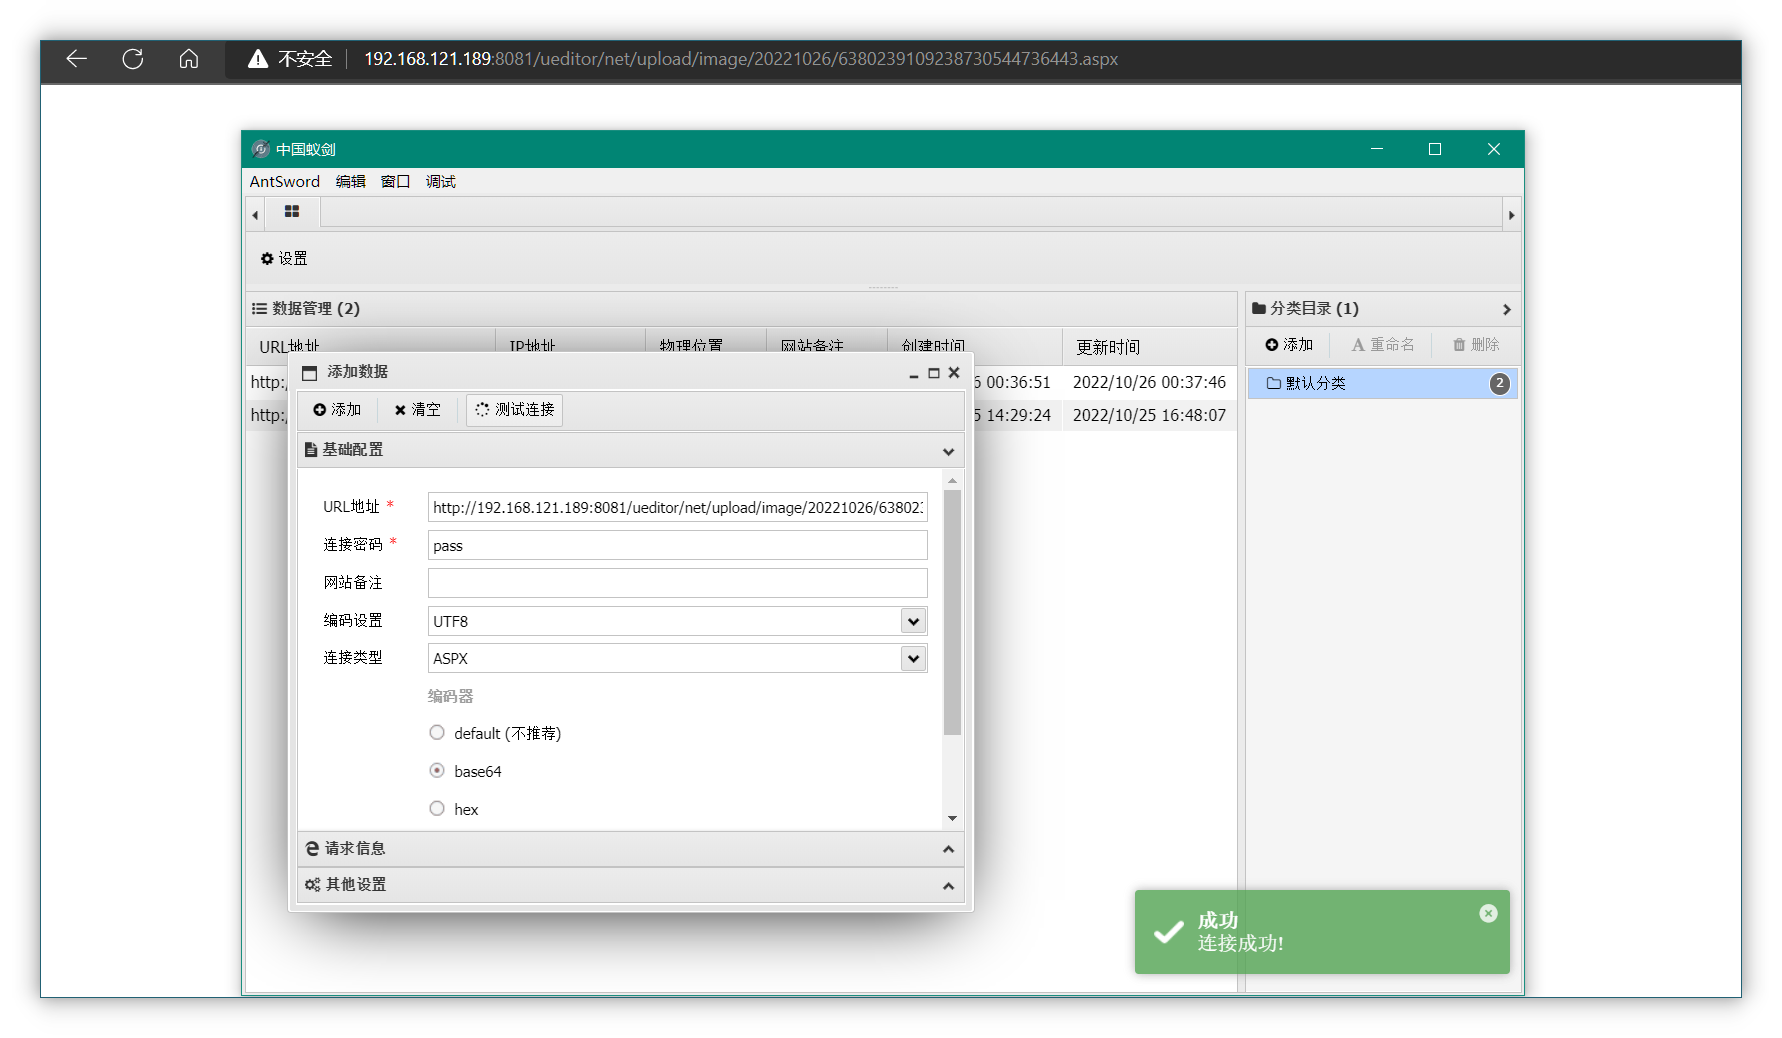 不安全 192.168.121.189:8081/ueditor/net/upload/image/20221026/6380239109238730544736443.aspx
中国蚁剑
AntSword 编辑 窗口 调试
设置
数据管理 (2)
分类目录 (1)
URL地址 IP地址 物理位置 网站备注 创建时间 更新时间
添加 重命名 删除
http:/ 00:36:51 2022/10/26 00:37:46
默认分类 2
http:/ 14:29:24 2022/10/25 16:48:07
添加数据
添加 清空 测试连接
基础配置
URL地址 * http://192.168.121.189:8081/ueditor/net/upload/image/20221026/63802
连接密码 * pass
网站备注
编码设置 UTF8
连接类型 ASPX
编码器
default (不推荐)
base64
hex
请求信息
其他设置
成功
连接成功!